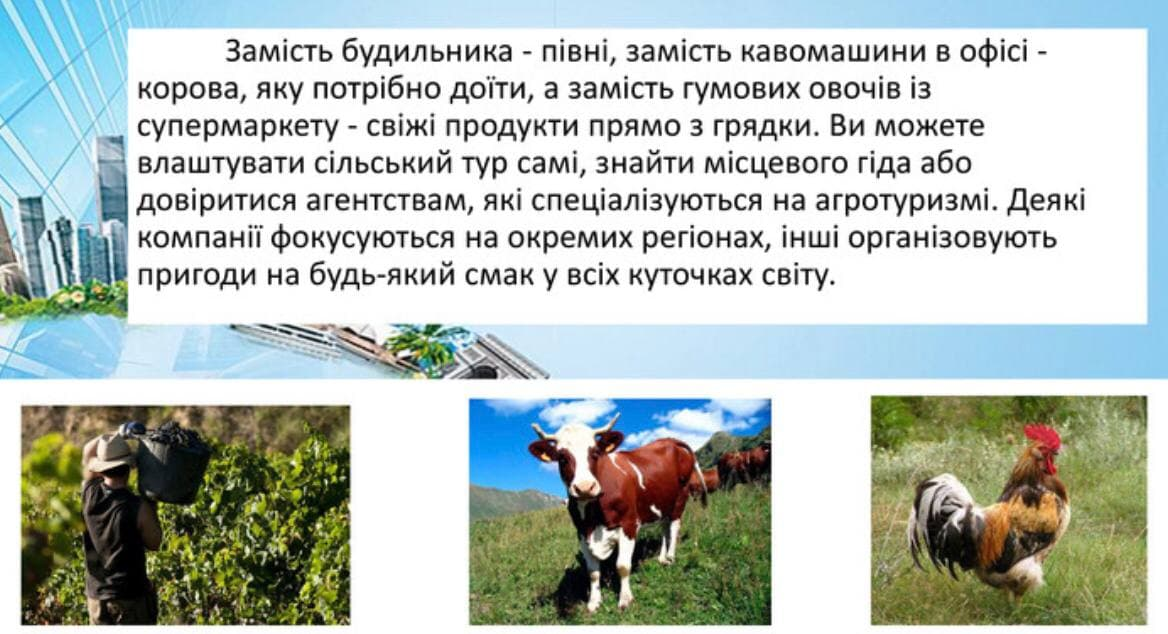 Замість будильника - півні, замість кавомашини в офісі -
корова, яку потрібно доїти, а замість гумових овочів із
супермаркету - свіжі продукти прямо з грядки. Ви можете
влаштувати сільський тур самі, знайти місцевого гіда або
довіритися агентствам, які спеціалізуються на агротуризмі. Деякі
компанії фокусуються на окремих регіонах, інші організовують
пригоди на будь-який смак у всіх куточках світу.